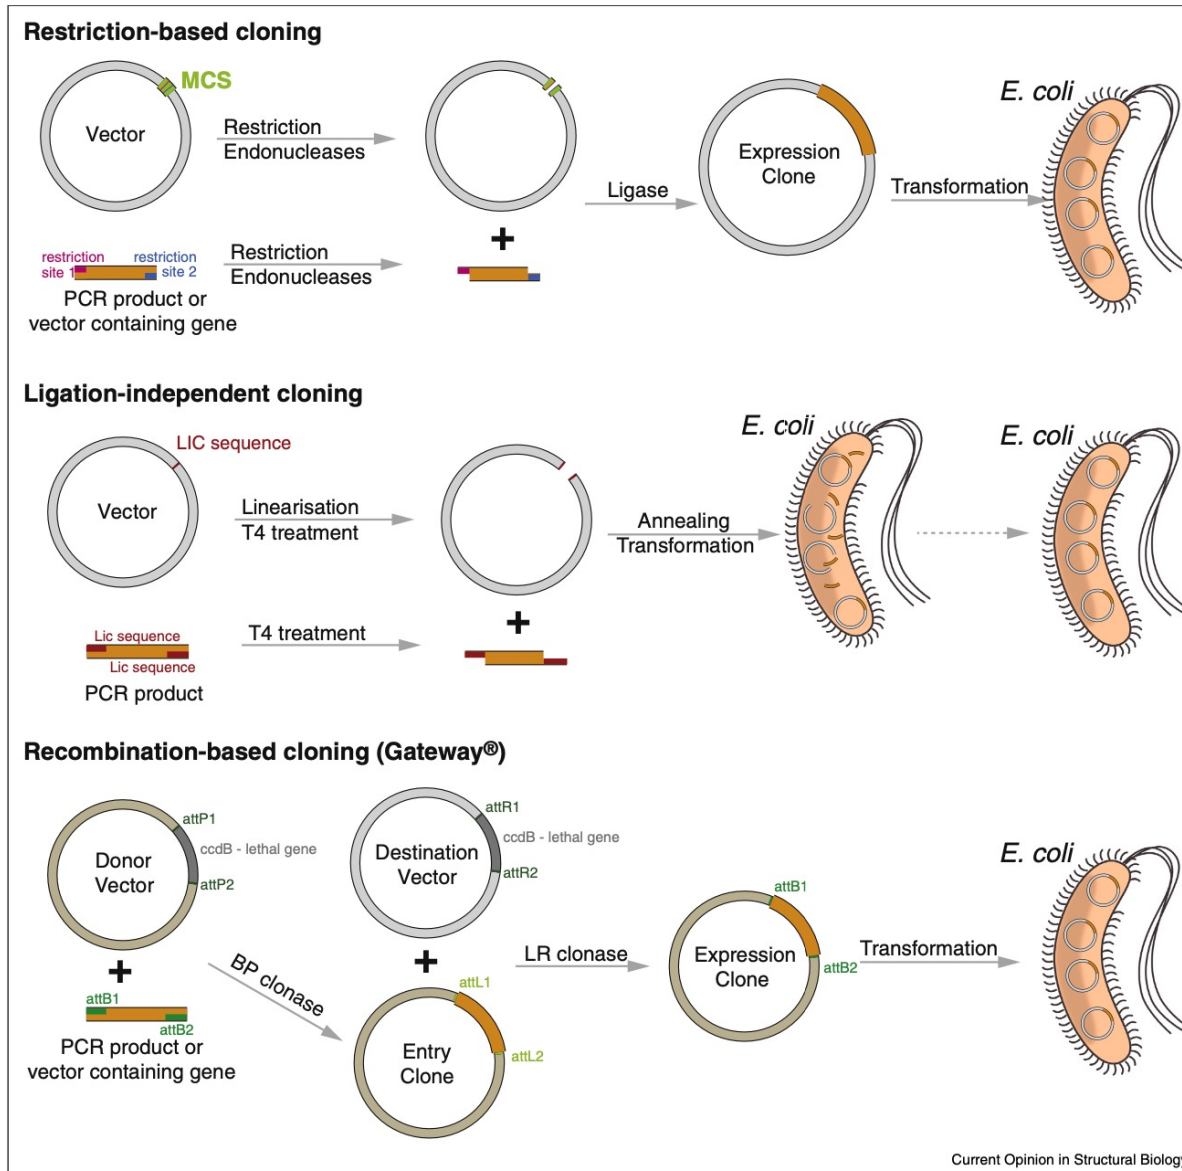 Restriction-based cloning
MCS
Vector
Restriction
Endonucleases
restriction
site 1
restriction
site 2
PCR product or
vector containing gene
Restriction
Endonucleases
+
Ligase
Expression
Clone
Transformation
E. coli
Ligation-independent cloning
LIC sequence
Vector
Linearisation
T4 treatment
Lic sequence
Lic sequence
PCR product
T4 treatment
+
Annealing
Transformation
E. coli
E. coli
Recombination-based cloning (Gateway®)
attP1
ccdB - lethal gene
attP2
Donor
Vector
+
attB1
attB2
PCR product or
vector containing gene
BP clonase
attR1
ccdB - lethal gene
attR2
Destination
Vector
+
attL1
attL2
Entry
Clone
LR clonase
attB1
attB2
Expression
Clone
Transformation
E. coli
Current Opinion in Structural Biology